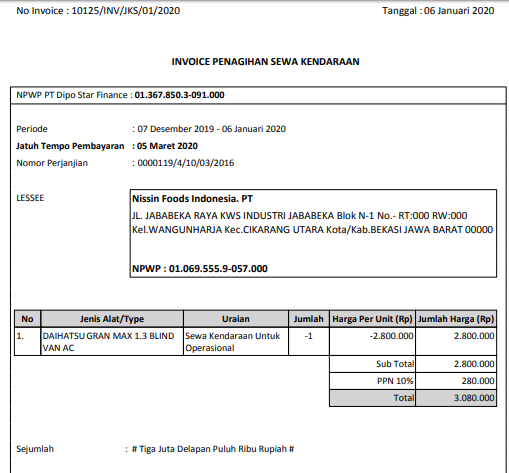 No Invoice : 10125/INV/JKS/01/2020 Tanggal : 06 Januari 2020
INVOICE PENAGIHAN SEWA KENDARAAN
NPWP PT Dipo Star Finance : 01.367.850.3-091.000
Periode : 07 Desember 2019 - 06 Januari 2020
Jatuh Tempo Pembayaran : 05 Maret 2020
Nomor Perjanjian : 0000119/4/10/03/2016
LESSEE Nissin Foods Indonesia. PT
JL. JABABEKA RAYA KWS INDUSTRI JABABEKA Blok N-1 No.- RT:000 RW:000
Kel.WANGUNHARJA Kec.CIKARANG UTARA Kota/Kab.BEKASI JAWA BARAT 00000
NPWP : 01.069.555.9-057.000
No Jenis Alat/Type Uraian Jumlah Harga Per Unit (Rp) Jumlah Harga (Rp)
1. DAIHATSU GRAN MAX 1.3 BLIND Sewa Kendaraan Untuk -1 -2.800.000 2.800.000
VAN AC Operasional
Sub Total 2.800.000
PPN 10% 280.000
Total 3.080.000
Sejumlah : # Tiga Juta Delapan Puluh Ribu Rupiah #